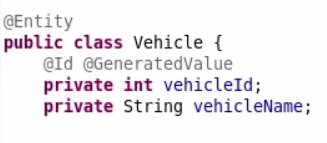 @Entity
public class Vehicle {
@Id @GeneratedValue
private int vehicleId;
private String vehicleName;